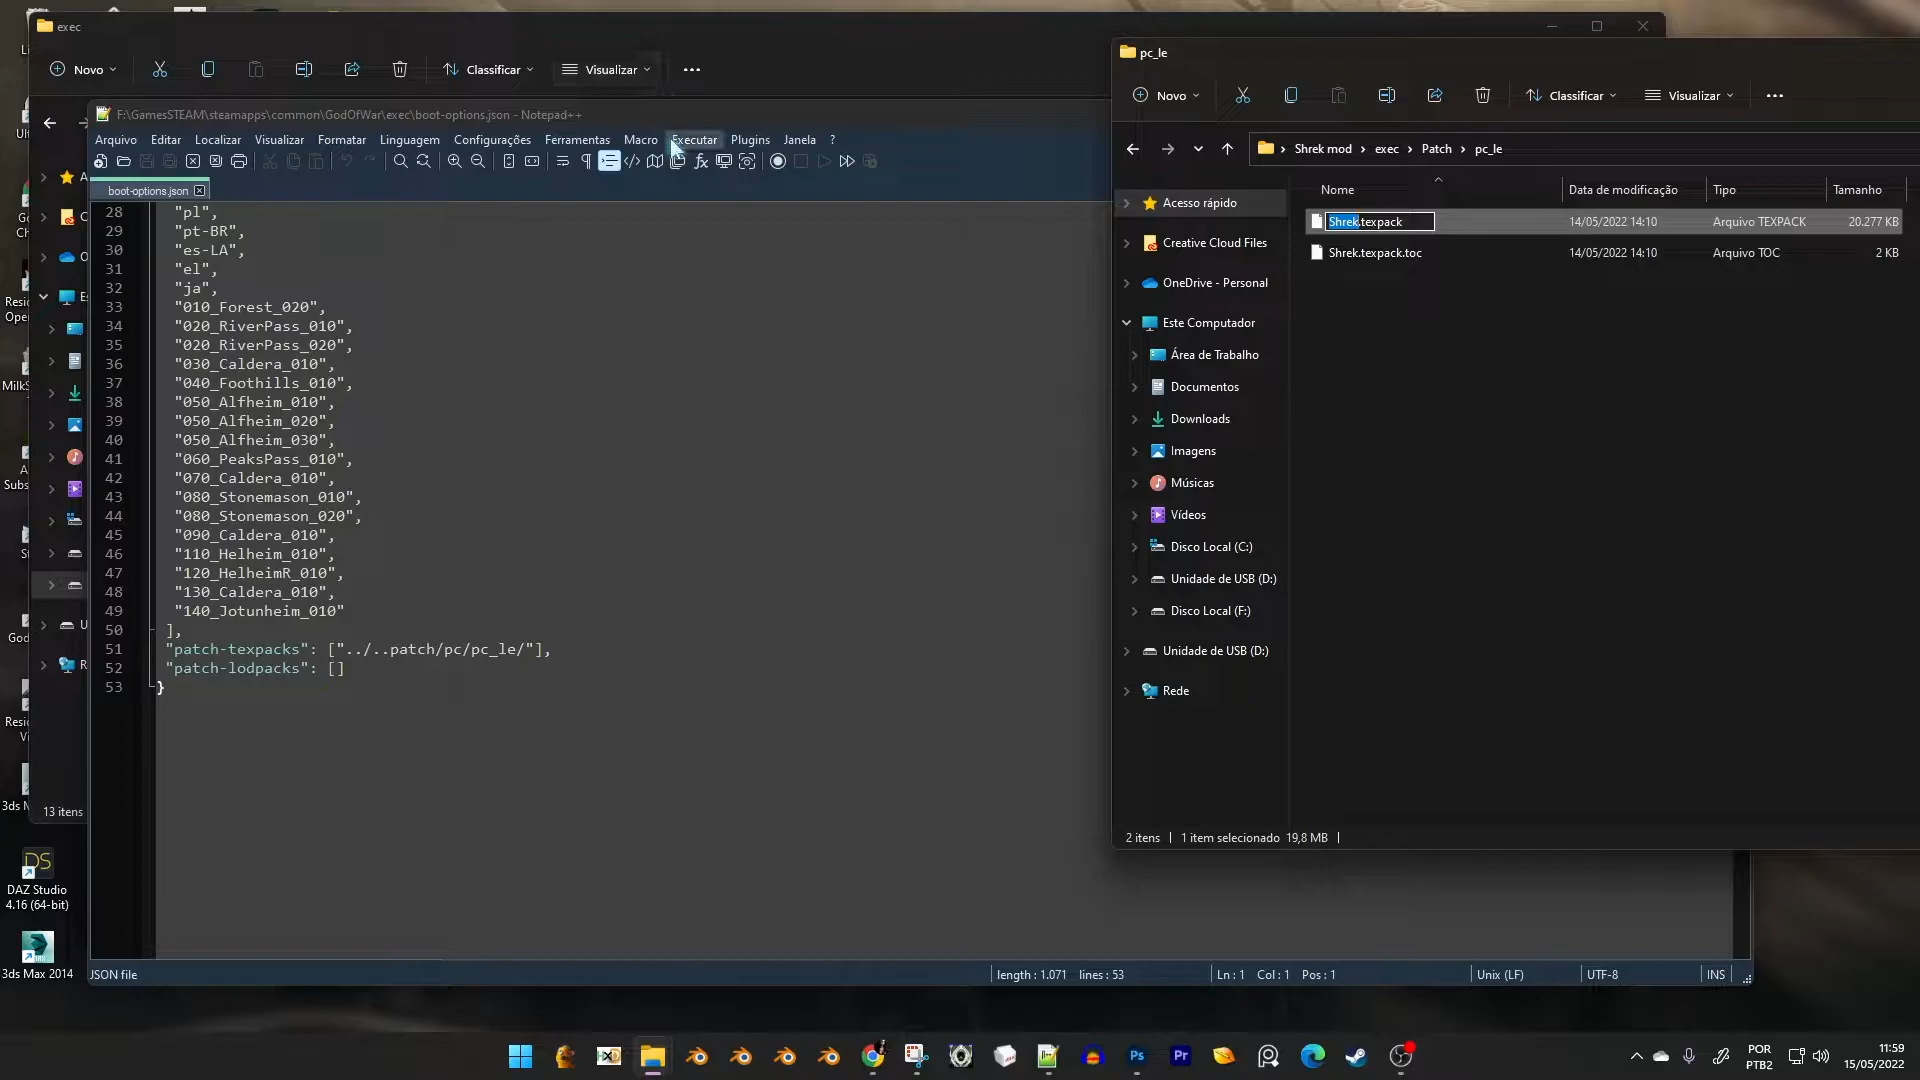 exec
Novo
Classificar
Visualizar
F:\GamesSTEAM\steamapps\common\GodOfWar\exec\boot-options.json - Notepad++
Arquivo Editar Localizar Visualizar Formatar Linguagem Configurações Ferramentas Macro Executar Plugins Janela ?
boot-options.json
28 "pl",
29 "pt-BR",
30 "es-LA",
31 "el",
32 "ja",
33 "010_Forest_020",
34 "020_RiverPass_010",
35 "020_RiverPass_020",
36 "030_Caldera_010",
37 "040_Foothills_010",
38 "050_Alfheim_010",
39 "050_Alfheim_020",
40 "050_Alfheim_030",
41 "060_PeaksPass_010",
42 "070_Caldera_010",
43 "080_Stonemason_010",
44 "080_Stonemason_020",
45 "090_Caldera_010",
46 "110_Helheim_010",
47 "120_HelheimR_010",
48 "130_Caldera_010",
49 "140_Jotunheim_010"
50 ],
51 "patch-texpacks": ["../..patch/pc/pc_le/"],
52 "patch-lodpacks": []
53 }
13 itens
JSON file
length : 1.071 lines : 53
Ln : 1 Col : 1 Pos : 1
Unix (LF)
UTF-8
INS
pc_le
Novo
Classificar
Visualizar
Shrek mod › exec › Patch › pc_le
Nome
Data de modificação
Tipo
Tamanho
Shrek.texpack
14/05/2022 14:10
Arquivo TEXPACK
20.277 KB
Shrek.texpack.toc
14/05/2022 14:10
Arquivo TOC
2 KB
Acesso rápido
Creative Cloud Files
OneDrive - Personal
Este Computador
Área de Trabalho
Documentos
Downloads
Imagens
Músicas
Vídeos
Disco Local (C:)
Unidade de USB (D:)
Disco Local (F:)
Unidade de USB (D:)
Rede
2 itens
1 item selecionado 19,8 MB
DAZ Studio
4.16 (64-bit)
3ds Max 2014
POR
PTB2
11:59
15/05/2022